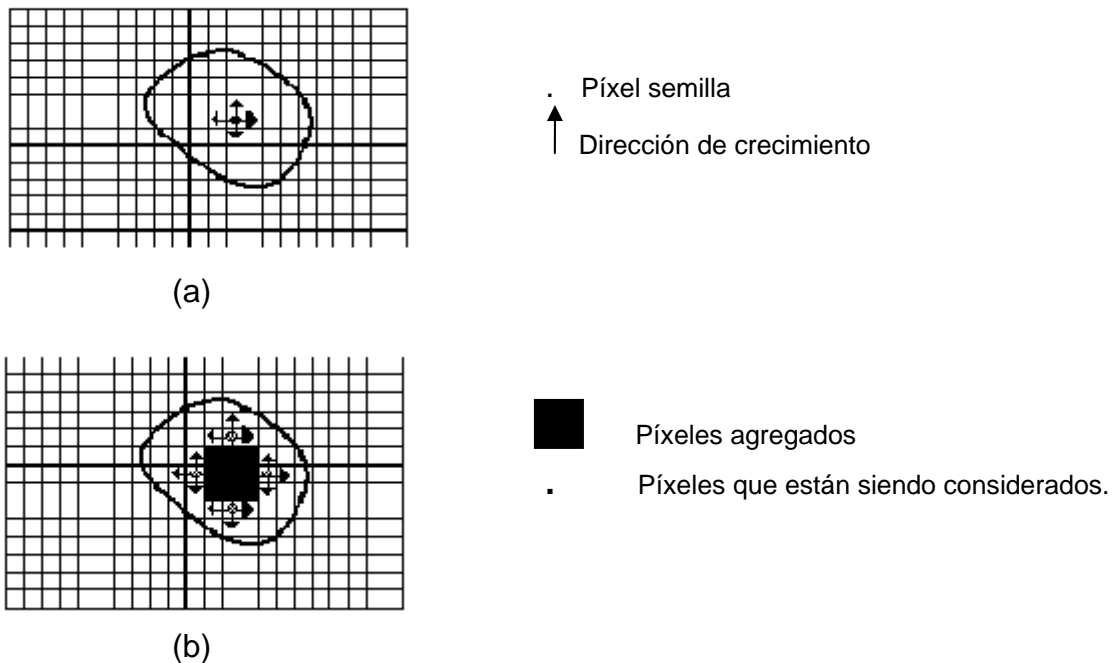 . Píxel semilla
Dirección de crecimiento
(a)
Píxeles agregados
. Píxeles que están siendo considerados.
(b)